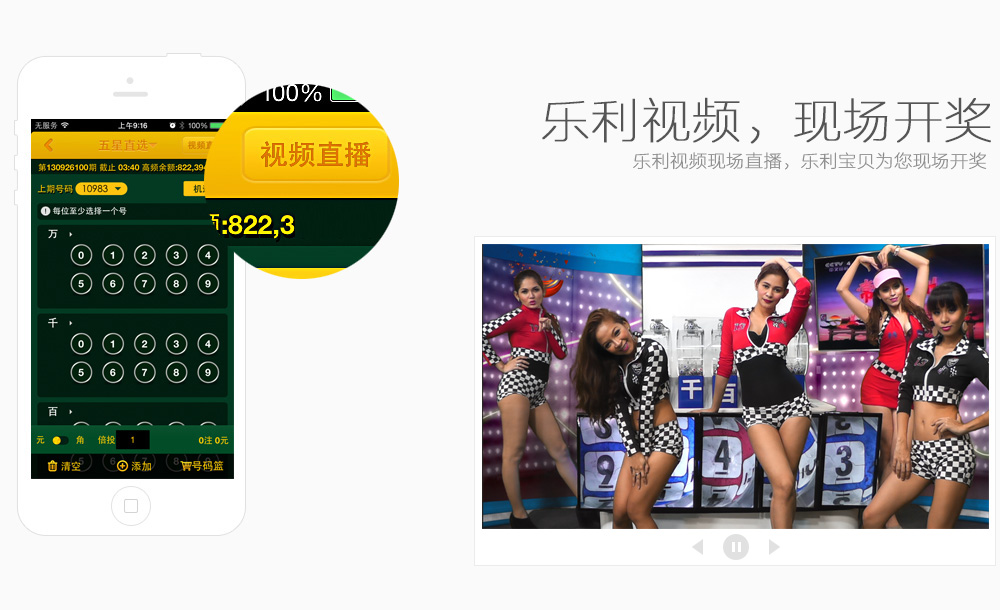 乐利视频，现场开奖
乐利视频现场直播，乐利宝贝为您现场开奖
无服务 上午9:16 100%
五星直选 视频直
第130926100期 截止 03:40 高频余额:822,394
上期号码 10983 机
每位至少选择一个号
万
0 1 2 3 4
5 6 7 8 9
千
0 1 2 3 4
5 6 7 8 9
百
元 角 倍投 1 0注 0元
清空 添加 号码篮
100%
视频直播
:822,3
CCTV 4
千 百
9 4 3